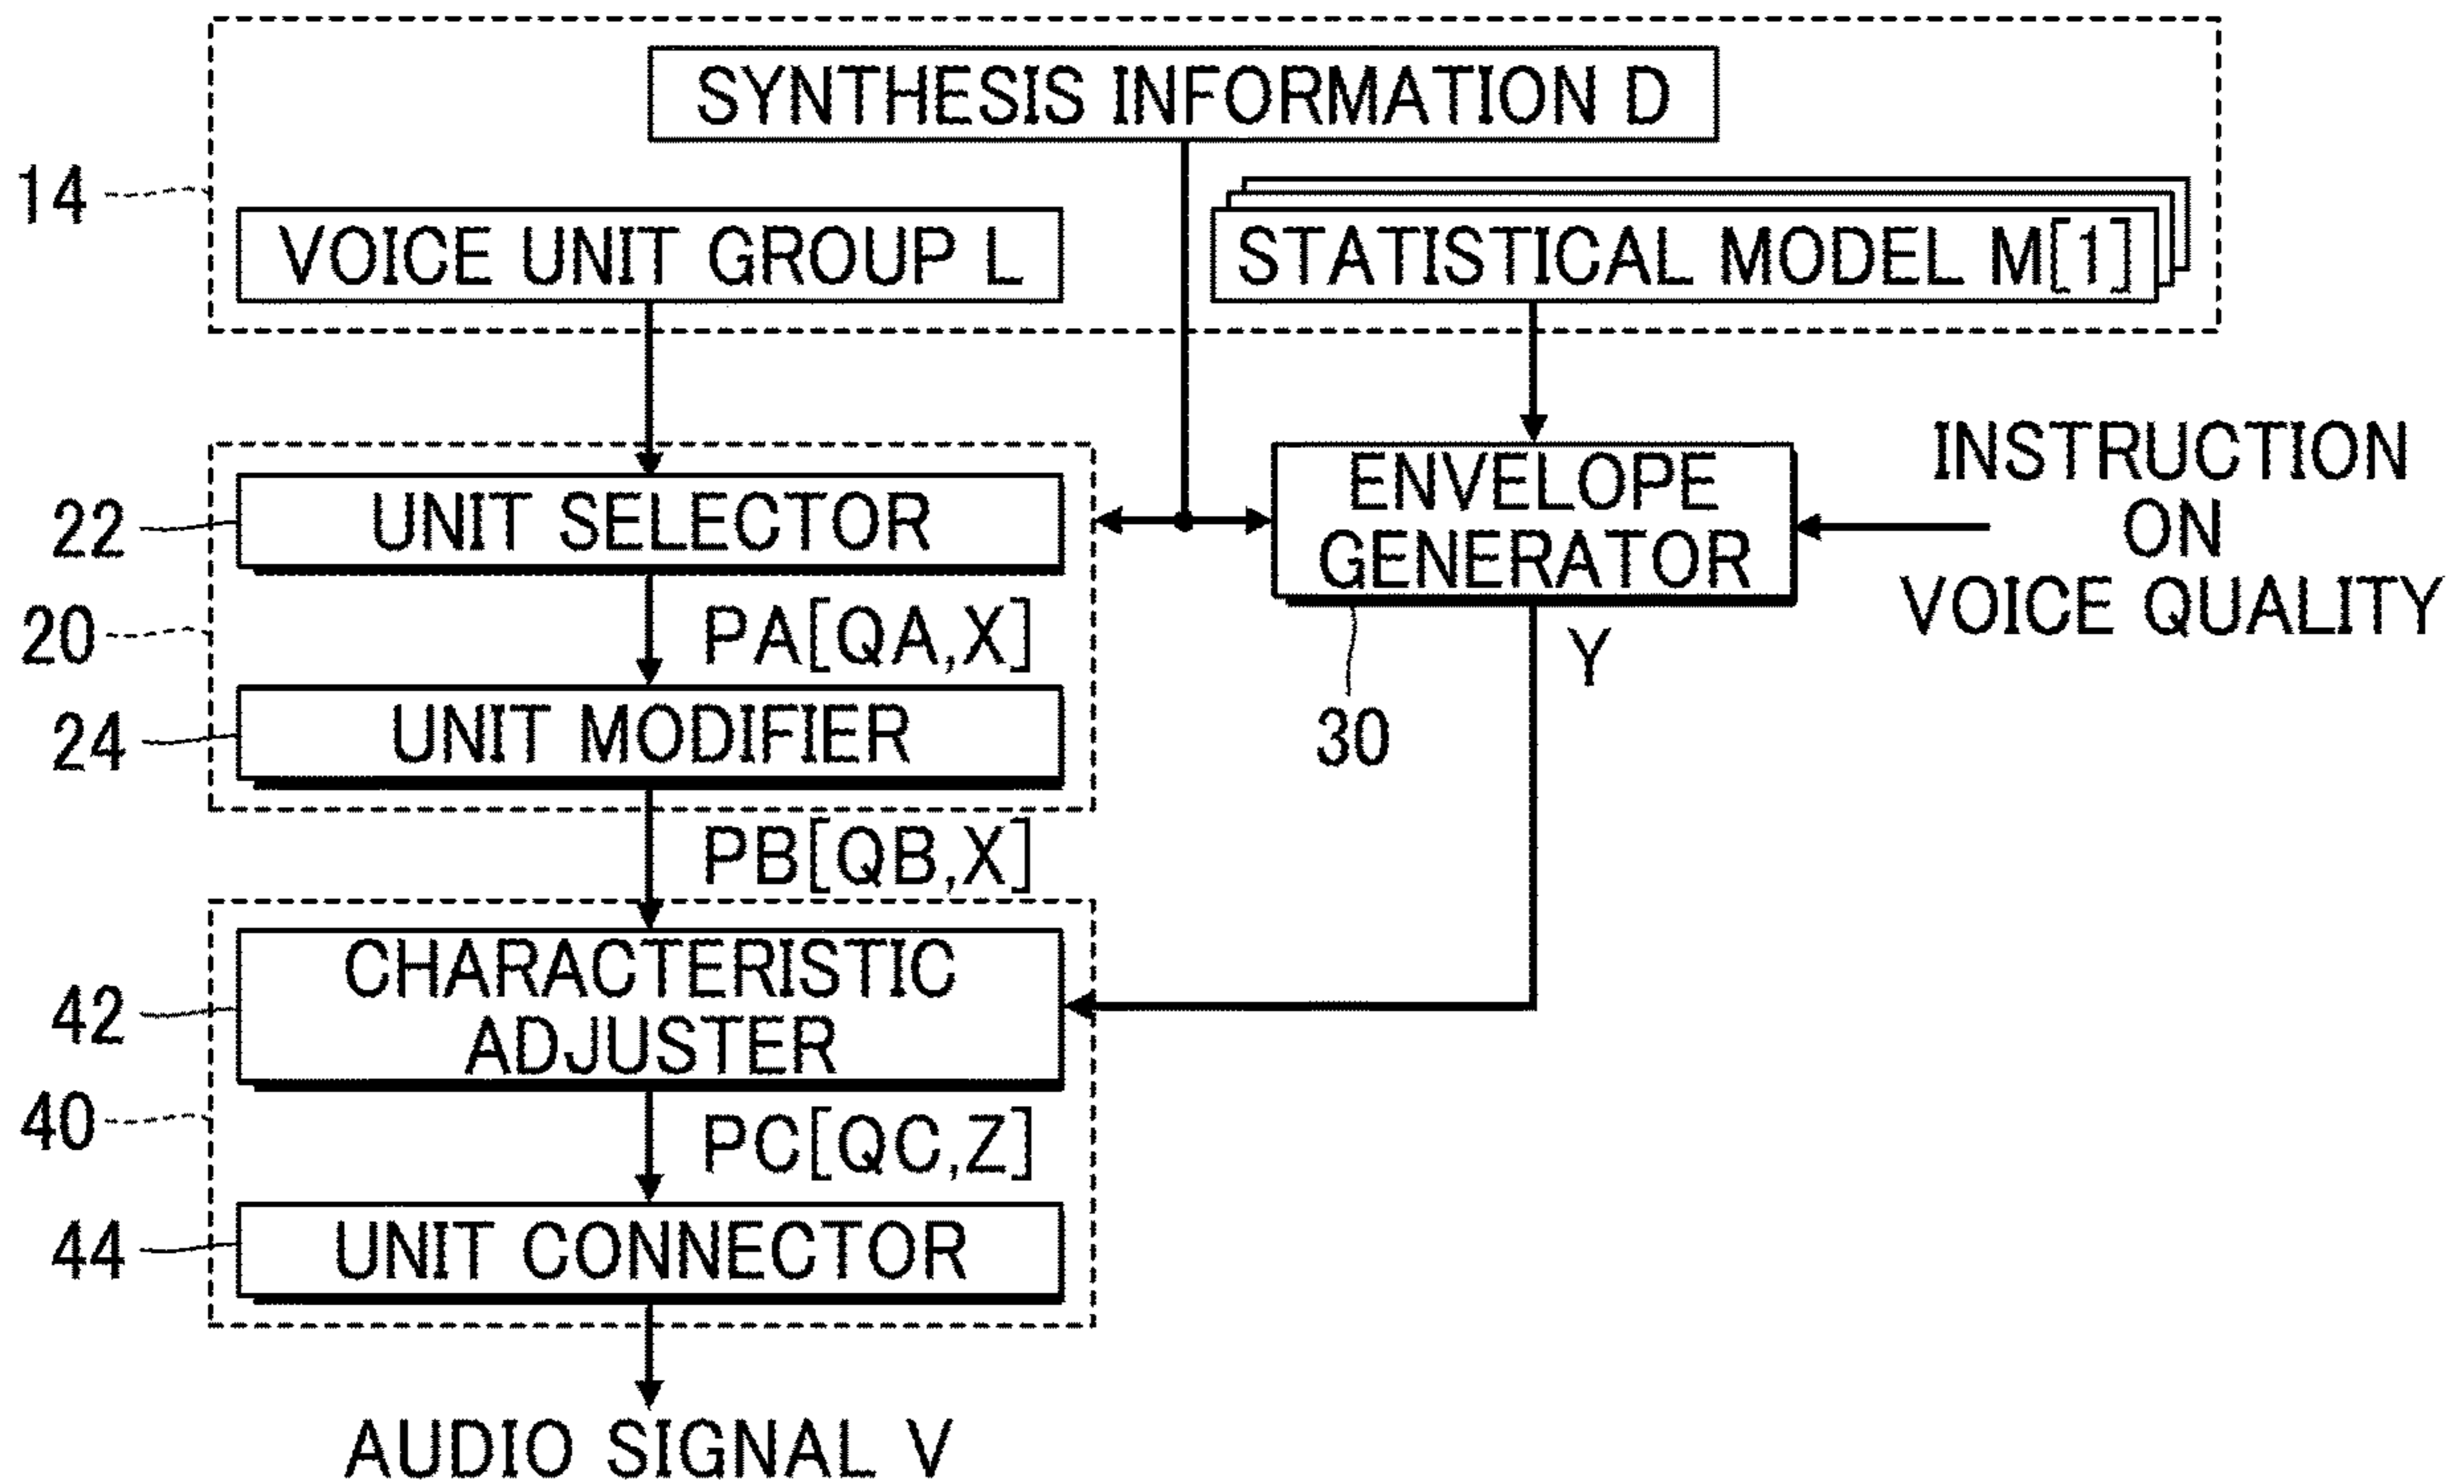 SYNTHESIS INFORMATION D
14
VOICE UNIT GROUP L
STATISTICAL MODEL M[1]
22
UNIT SELECTOR
ENVELOPE
GENERATOR
INSTRUCTION
ON
VOICE QUALITY
20
PA[QA,X]
Y
24
UNIT MODIFIER
30
PB[QB,X]
42
CHARACTERISTIC
ADJUSTER
40
PC[QC,Z]
44
UNIT CONNECTOR
AUDIO SIGNAL V